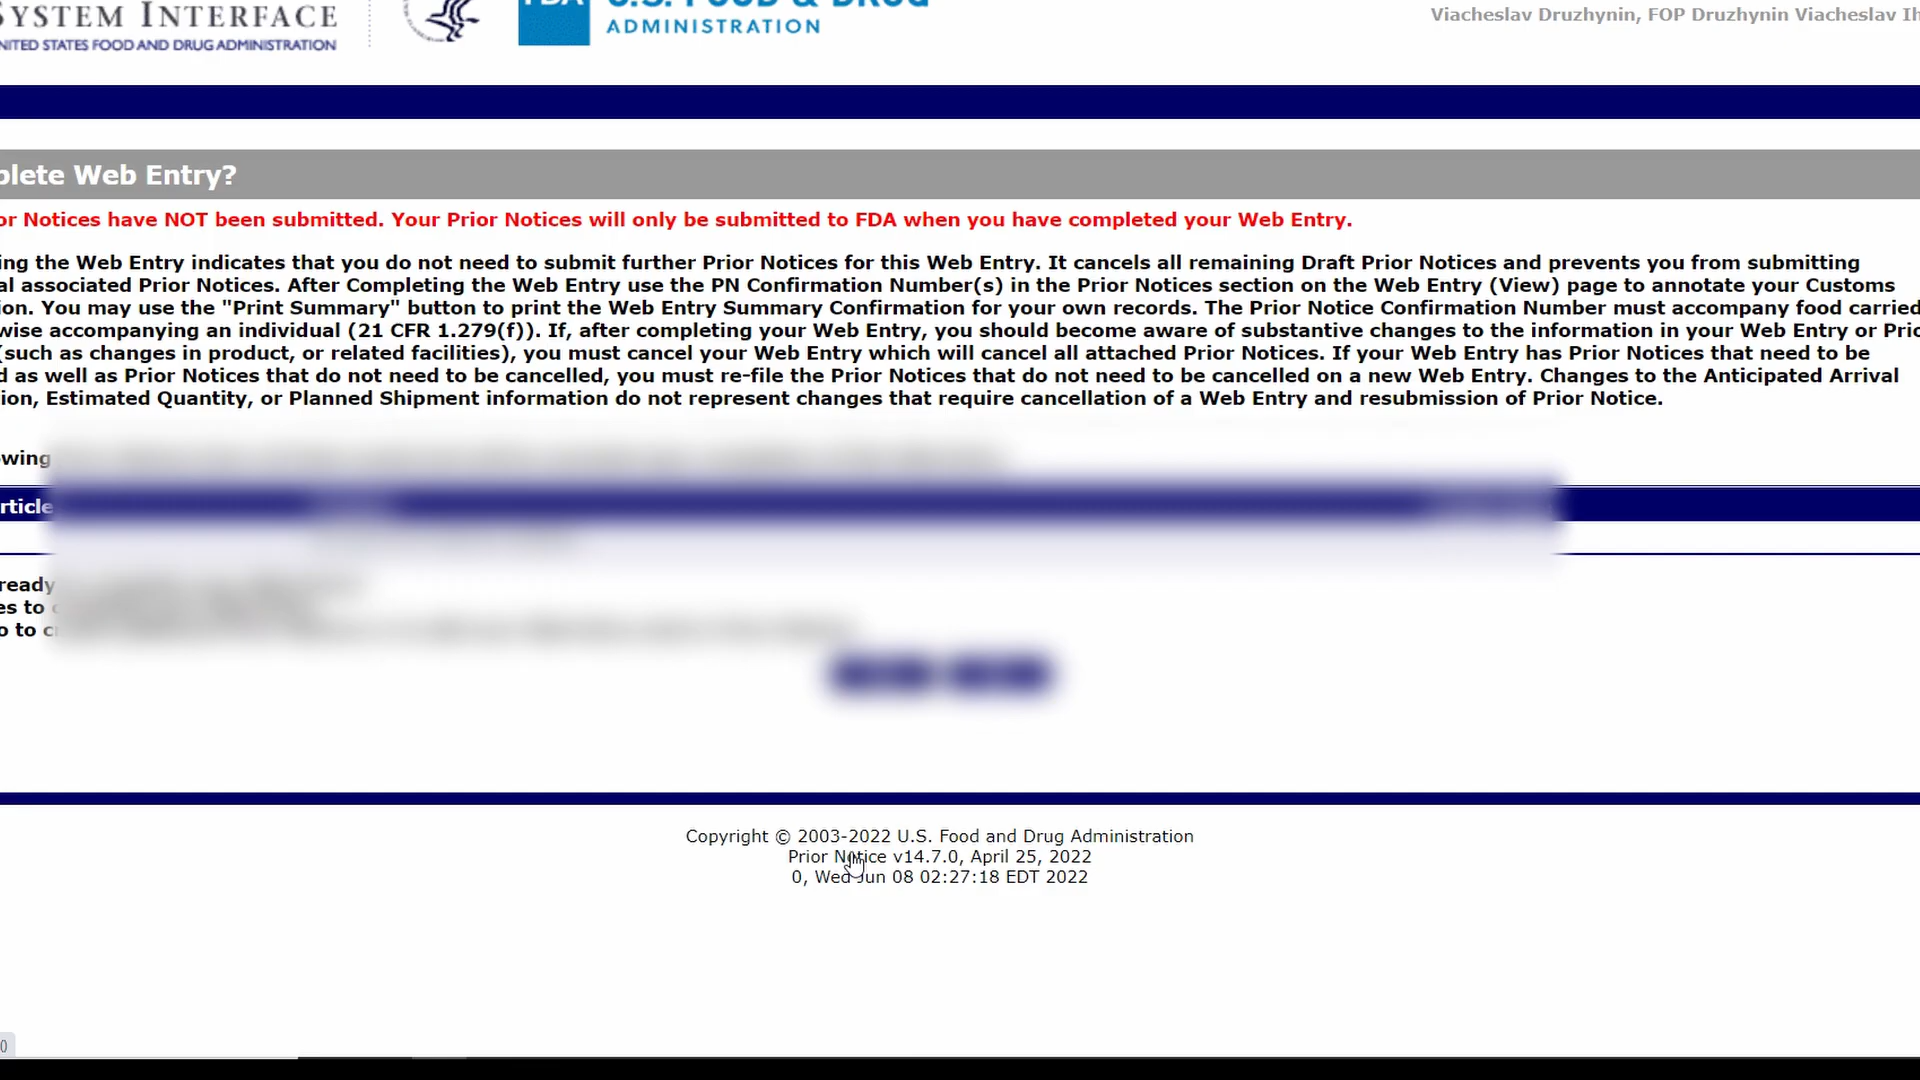 SYSTEM INTERFACE
NITED STATES FOOD AND DRUG ADMINISTRATION
FDA U.S. FOOD & DRUG
ADMINISTRATION
Viacheslav Druzhynin, FOP Druzhynin Viacheslav Ih
plete Web Entry?
or Notices have NOT been submitted. Your Prior Notices will only be submitted to FDA when you have completed your Web Entry.
ing the Web Entry indicates that you do not need to submit further Prior Notices for this Web Entry. It cancels all remaining Draft Prior Notices and prevents you from submitting
al associated Prior Notices. After Completing the Web Entry use the PN Confirmation Number(s) in the Prior Notices section on the Web Entry (View) page to annotate your Customs
ion. You may use the "Print Summary" button to print the Web Entry Summary Confirmation for your own records. The Prior Notice Confirmation Number must accompany food carried
wise accompanying an individual (21 CFR 1.279(f)). If, after completing your Web Entry, you should become aware of substantive changes to the information in your Web Entry or Prio
(such as changes in product, or related facilities), you must cancel your Web Entry which will cancel all attached Prior Notices. If your Web Entry has Prior Notices that need to be
d as well as Prior Notices that do not need to be cancelled, you must re-file the Prior Notices that do not need to be cancelled on a new Web Entry. Changes to the Anticipated Arrival
ion, Estimated Quantity, or Planned Shipment information do not represent changes that require cancellation of a Web Entry and resubmission of Prior Notice.
owing
rticle
ready
es to
o to c
Copyright © 2003-2022 U.S. Food and Drug Administration
Prior Notice v14.7.0, April 25, 2022
0, Wed Jun 08 02:27:18 EDT 2022
()